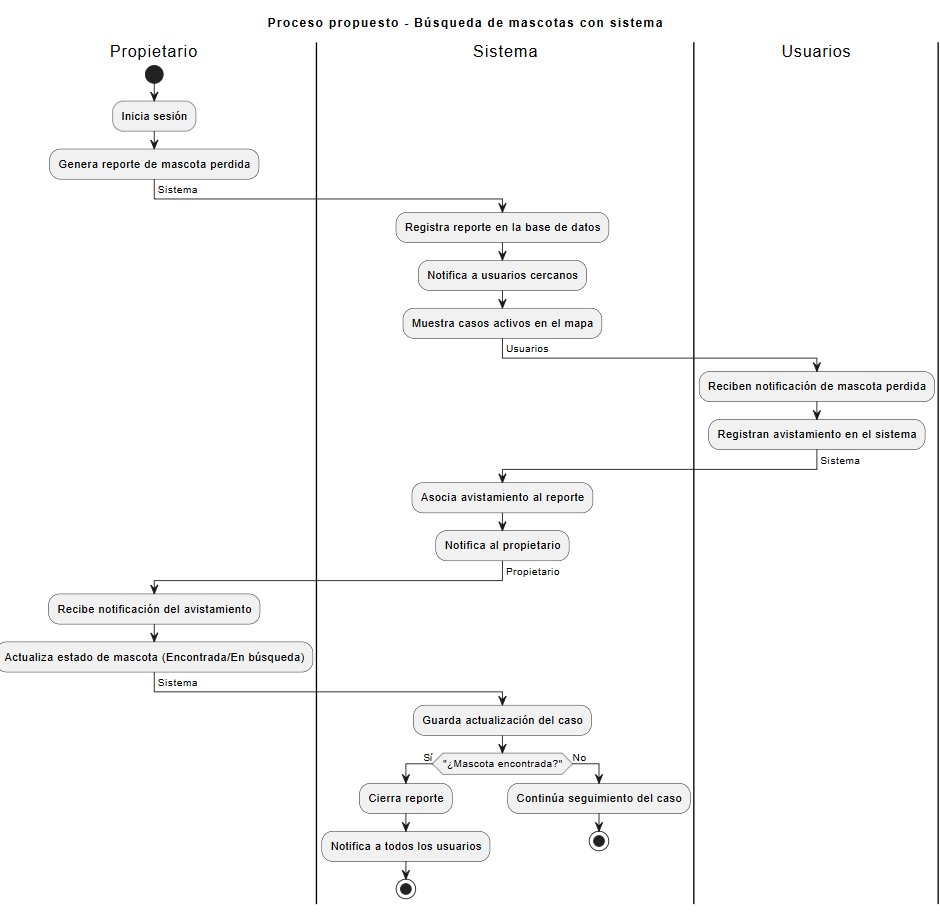 Proceso propuesto - Búsqueda de mascotas con sistema
Propietario
Sistema
Usuarios
Inicia sesión
Genera reporte de mascota perdida
Sistema
Registra reporte en la base de datos
Notifica a usuarios cercanos
Muestra casos activos en el mapa
Usuarios
Reciben notificación de mascota perdida
Registran avistamiento en el sistema
Sistema
Asocia avistamiento al reporte
Notifica al propietario
Propietario
Recibe notificación del avistamiento
Actualiza estado de mascota (Encontrada/En búsqueda)
Sistema
Guarda actualización del caso
Sí
"¿Mascota encontrada?"
No
Cierra reporte
Continúa seguimiento del caso
Notifica a todos los usuarios